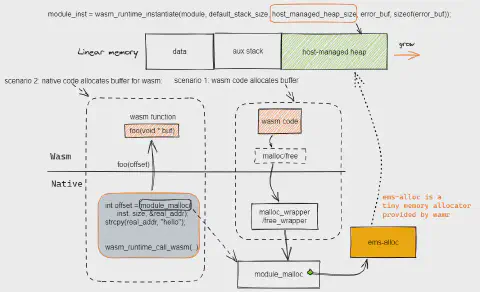 module_inst = wasm_runtime_instantiate(module, default_stack_size, host_managed_heap_size, error_buf, sizeof(error_buf));
Linear memory
data
aux stack
host-managed heap
grow
scenario 2: native code allocates buffer for wasm
scenario 1: wasm code allocates buffer
wasm function
foo(void * buf)
wasm code
malloc/free
Wasm
foo(offset)
Native
int offset = module_malloc(
inst, size, &real_addr);
strcpy(real_addr, "hello");
wasm_runtime_call_wasm(..)
malloc_wrapper
/free_wrapper
ems-alloc is a
tiny memory allocator
provided by wamr
ems-alloc
module_malloc